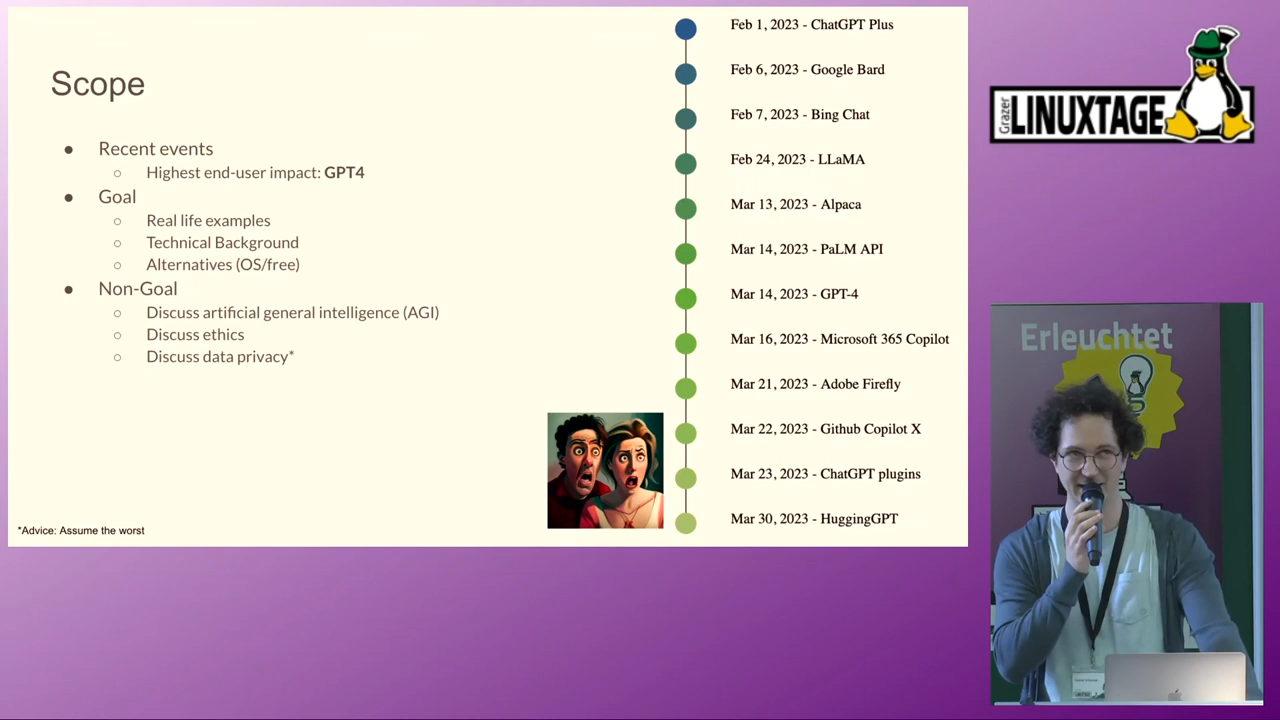 Scope
Recent events
Highest end-user impact: GPT4
Goal
Real life examples
Technical Background
Alternatives (OS/free)
Non-Goal
Discuss artificial general intelligence (AGI)
Discuss ethics
Discuss data privacy*
*Advice: Assume the worst
Feb 1, 2023 - ChatGPT Plus
Feb 6, 2023 - Google Bard
Feb 7, 2023 - Bing Chat
Feb 24, 2023 - LLaMA
Mar 13, 2023 - Alpaca
Mar 14, 2023 - PaLM API
Mar 14, 2023 - GPT-4
Mar 16, 2023 - Microsoft 365 Copilot
Mar 21, 2023 - Adobe Firefly
Mar 22, 2023 - Github Copilot X
Mar 23, 2023 - ChatGPT plugins
Mar 30, 2023 - HuggingGPT
Grazer
LINUXTAGE
Erleuchtet